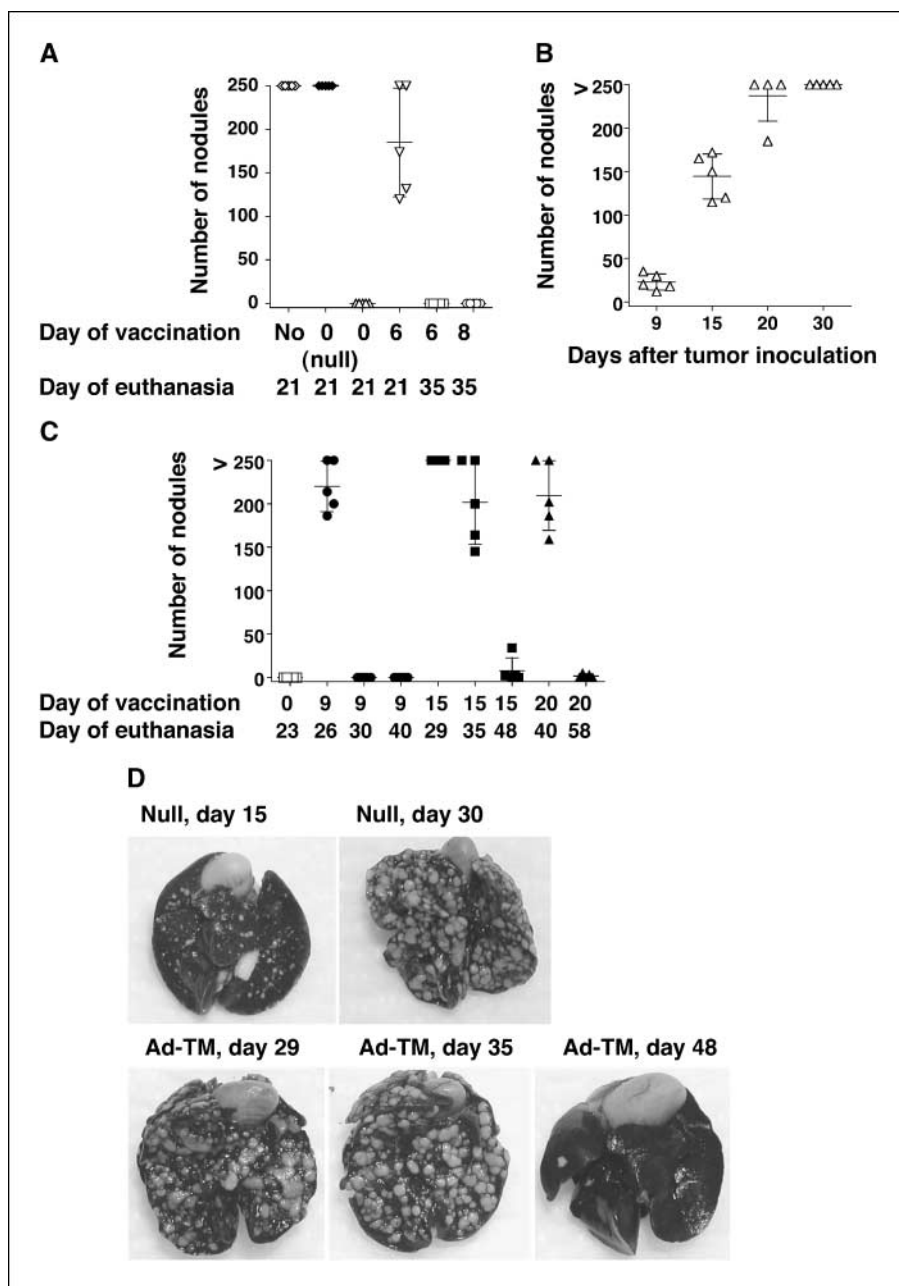 A
Number of nodules
250
200
150
100
50
0
Day of vaccination No 0 0 6 6 8
(null)
Day of euthanasia 21 21 21 21 35 35
B
Number of nodules
> 250
200
150
100
50
0
9 15 20 30
Days after tumor inoculation
C
Number of nodules
> 250
200
150
100
50
0
Day of vaccination 0 9 9 9 15 15 15 20 20
Day of euthanasia 23 26 30 40 29 35 48 40 58
D
Null, day 15 Null, day 30
Ad-TM, day 29 Ad-TM, day 35 Ad-TM, day 48